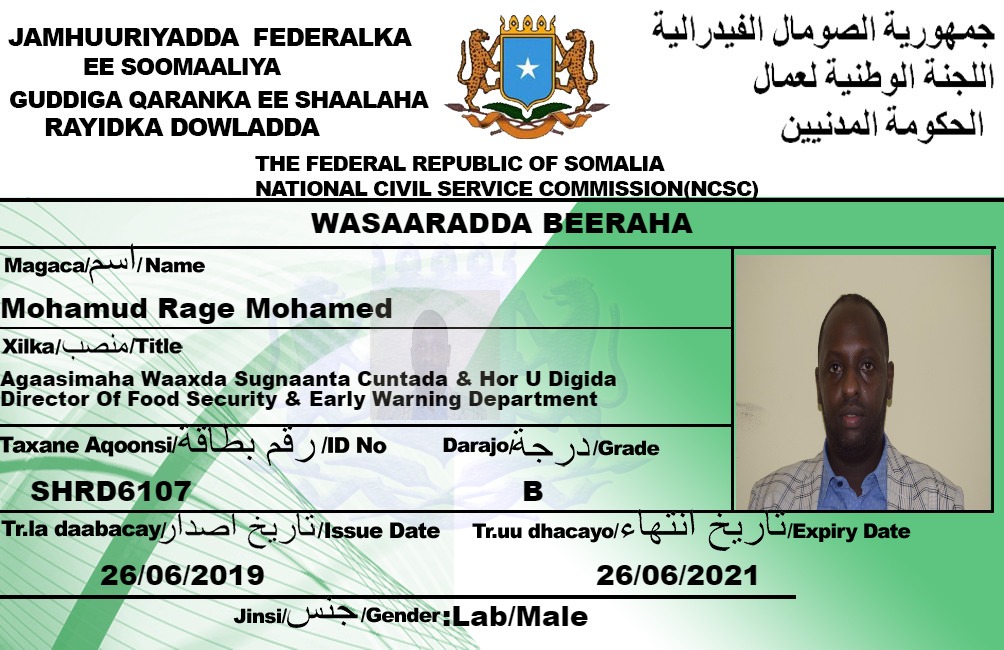 JAMHUURIYADDA FEDERALKA
EE SOOMAALIYA
GUDDIGA QARANKA EE SHAALAHA
RAYIDKA DOWLADDA
جمهورية الصومال الفيدرالية
اللجنة الوطنية لعمال
الحكومة المدنيين
THE FEDERAL REPUBLIC OF SOMALIA
NATIONAL CIVIL SERVICE COMMISSION(NCSC)
WASAARADDA BEERAHA
Magaca/اسم/Name
Mohamud Rage Mohamed
Xilka/منصب/Title
Agaasimaha Waaxda Sugnaanta Cuntada & Hor U Digida
Director Of Food Security & Early Warning Department
Taxane Aqoonsi/رقم بطاقة/ID No
Darajo/درجة/Grade
SHRD6107
B
Tr.la daabacay/تاريخ اصدار/Issue Date
Tr.uu dhacayo/تاريخ انتهاء/Expiry Date
26/06/2019
26/06/2021
Jinsi/جنس/Gender:Lab/Male